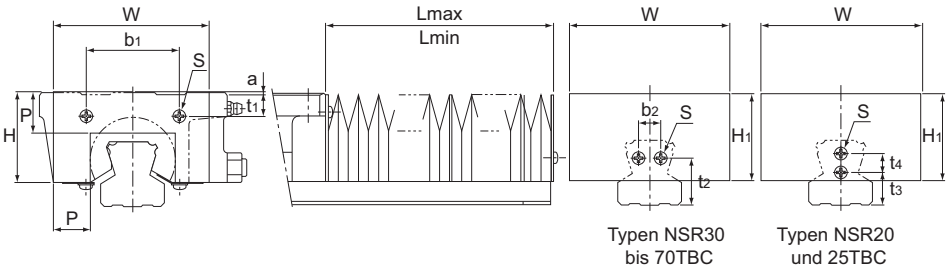 W
b1
S
a
t1
H
P
P
Lmax
Lmin
W
b2
S
H1
t2
Typen NSR30
bis 70TBC
W
S
H1
t4
t3
Typen NSR20
und 25TBC